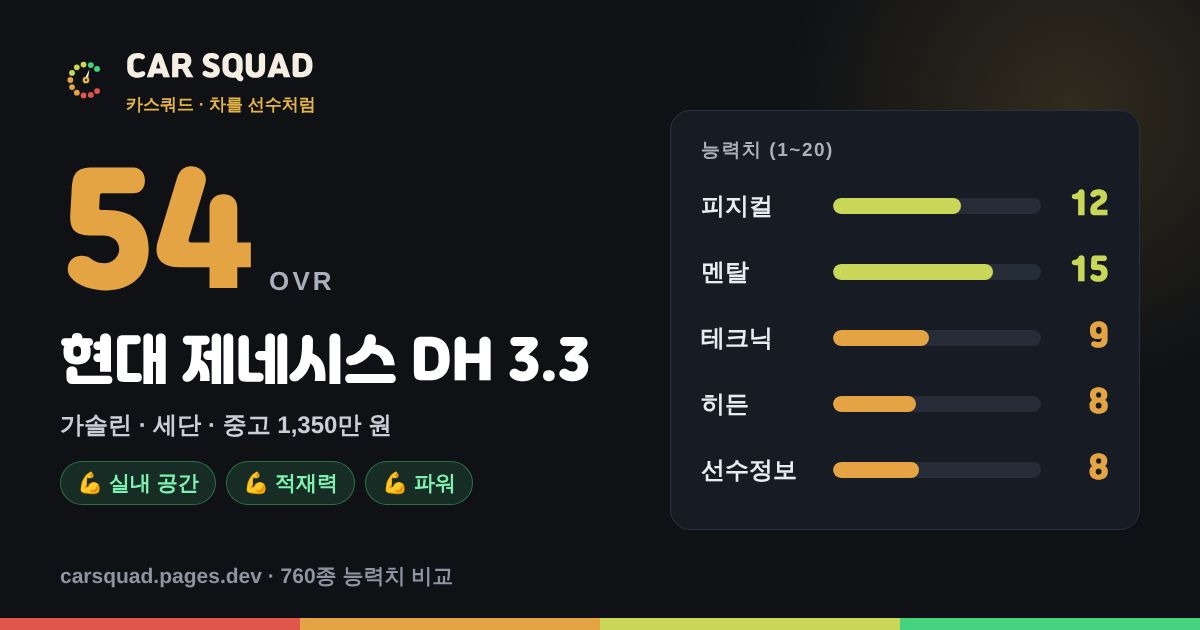 CAR SQUAD
카스쿼드 · 차를 선수처럼
54 OVR
현대 제네시스 DH 3.3
가솔린 · 세단 · 중고 1,350만 원
💪 실내 공간 💪 적재력 💪 파워
carsquad.pages.dev · 760종 능력치 비교
능력치 (1~20)
피지컬 12
멘탈 15
테크닉 9
히든 8
선수정보 8